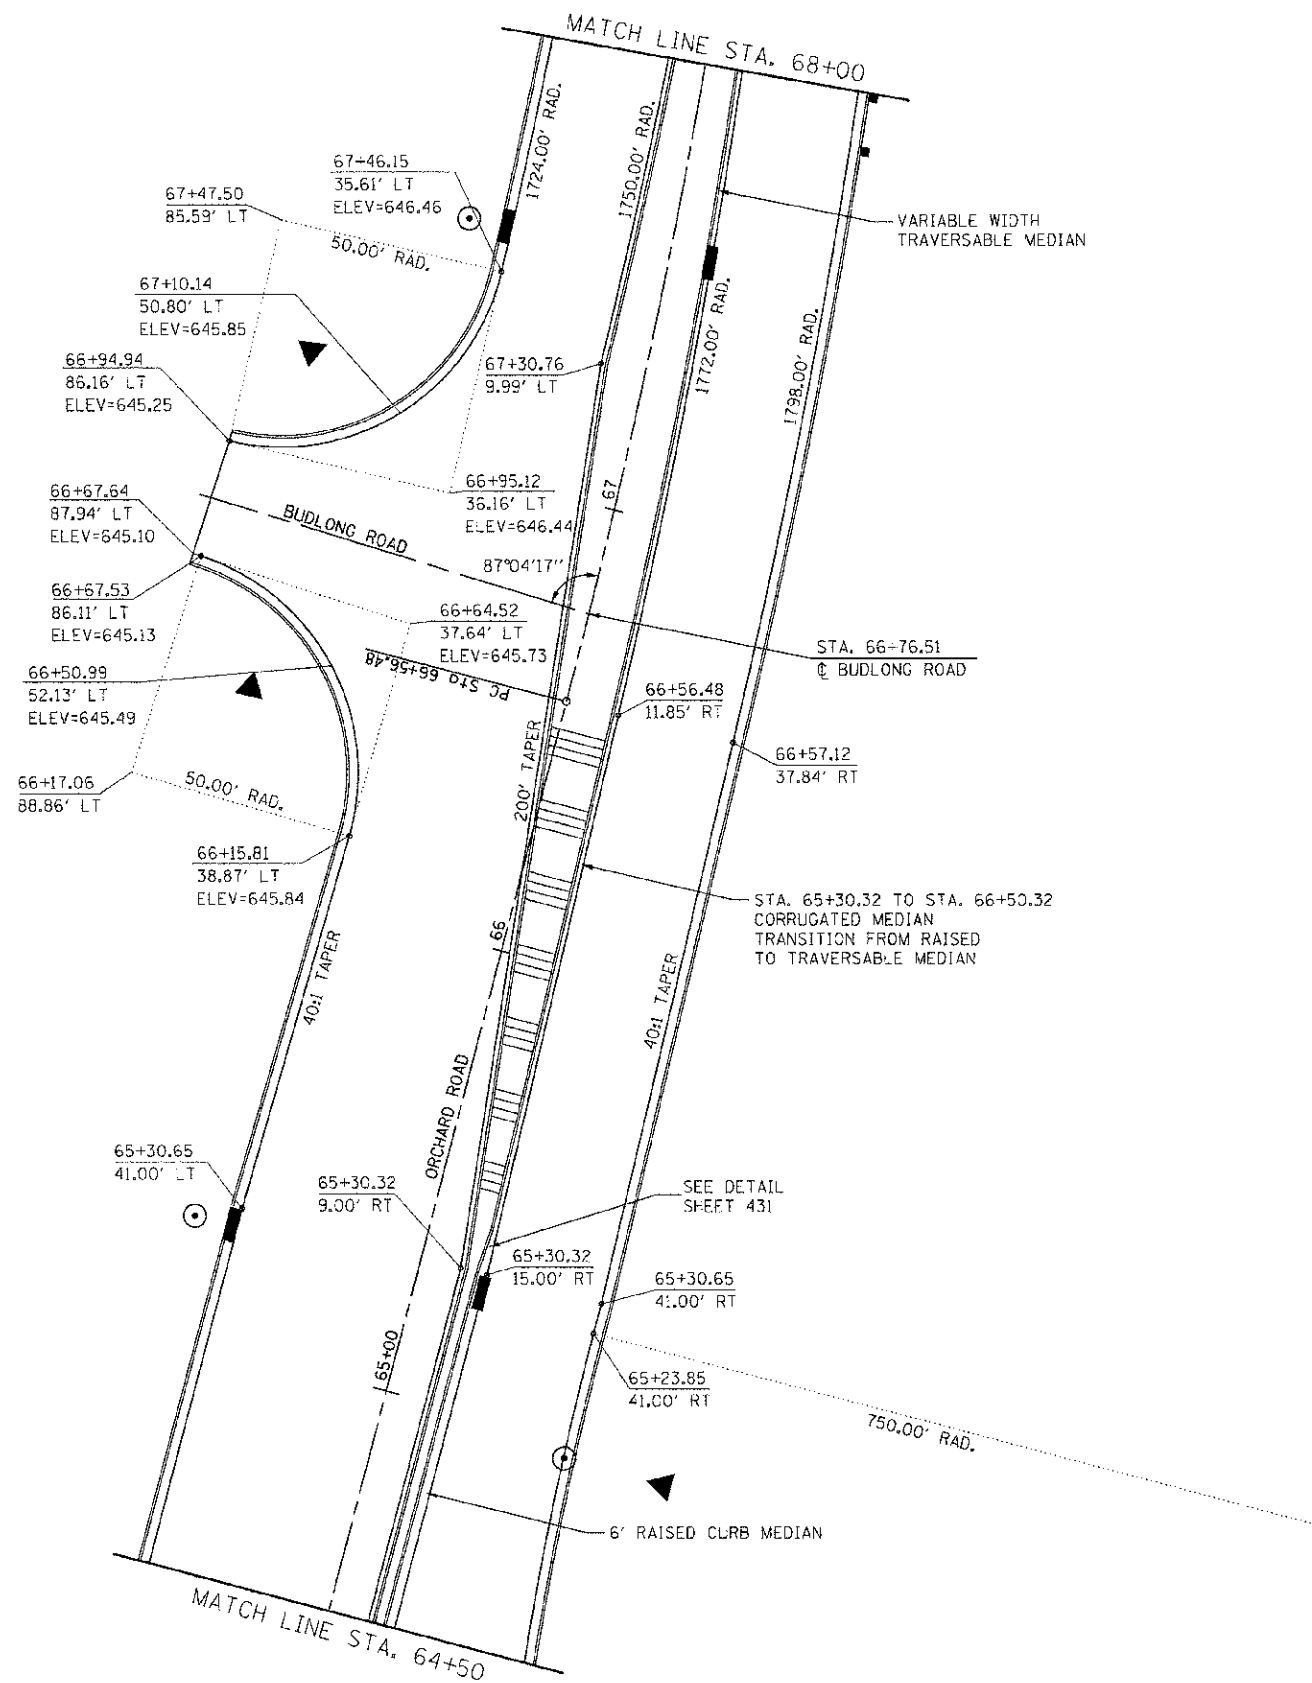 MATCH LINE STA. 68+00
1724.00' RAD.
1750.00' RAD.
67+46.15
35.61' LT
ELEV=646.46
67+47.50
85.59' LT
50.00' RAD.
VARIABLE WIDTH
TRAVERSABLE MEDIAN
67+10.14
50.80' LT
ELEV=645.85
1772.00' RAD.
1798.00' RAD.
66+94.94
86.16' LT
ELEV=645.25
67+30.76
9.99' LT
66+95.12
36.16' LT
ELEV=646.44
67
66+67.64
87.94' LT
ELEV=645.10
BUDLONG ROAD
87°04'17"
66+67.53
86.11' LT
ELEV=645.13
66+64.52
37.64' LT
ELEV=645.73
PC Sta 66+56.48
STA. 66+76.51
℄ BUDLONG ROAD
66+50.99
52.13' LT
ELEV=645.49
66+56.48
11.85' RT
66+57.12
37.84' RT
66+17.06
88.86' LT
50.00' RAD.
200' TAPER
66+15.81
38.87' LT
ELEV=645.84
STA. 65+30.32 TO STA. 66+50.32
CORRUGATED MEDIAN
TRANSITION FROM RAISED
TO TRAVERSABLE MEDIAN
66
40:1 TAPER
40:1 TAPER
ORCHARD ROAD
65+30.65
41.00' LT
65+30.32
9.00' RT
SEE DETAIL
SHEET 431
65+30.32
15.00' RT
65+30.65
41.00' RT
65+00
65+23.85
41.00' RT
750.00' RAD.
6' RAISED CURB MEDIAN
MATCH LINE STA. 64+50